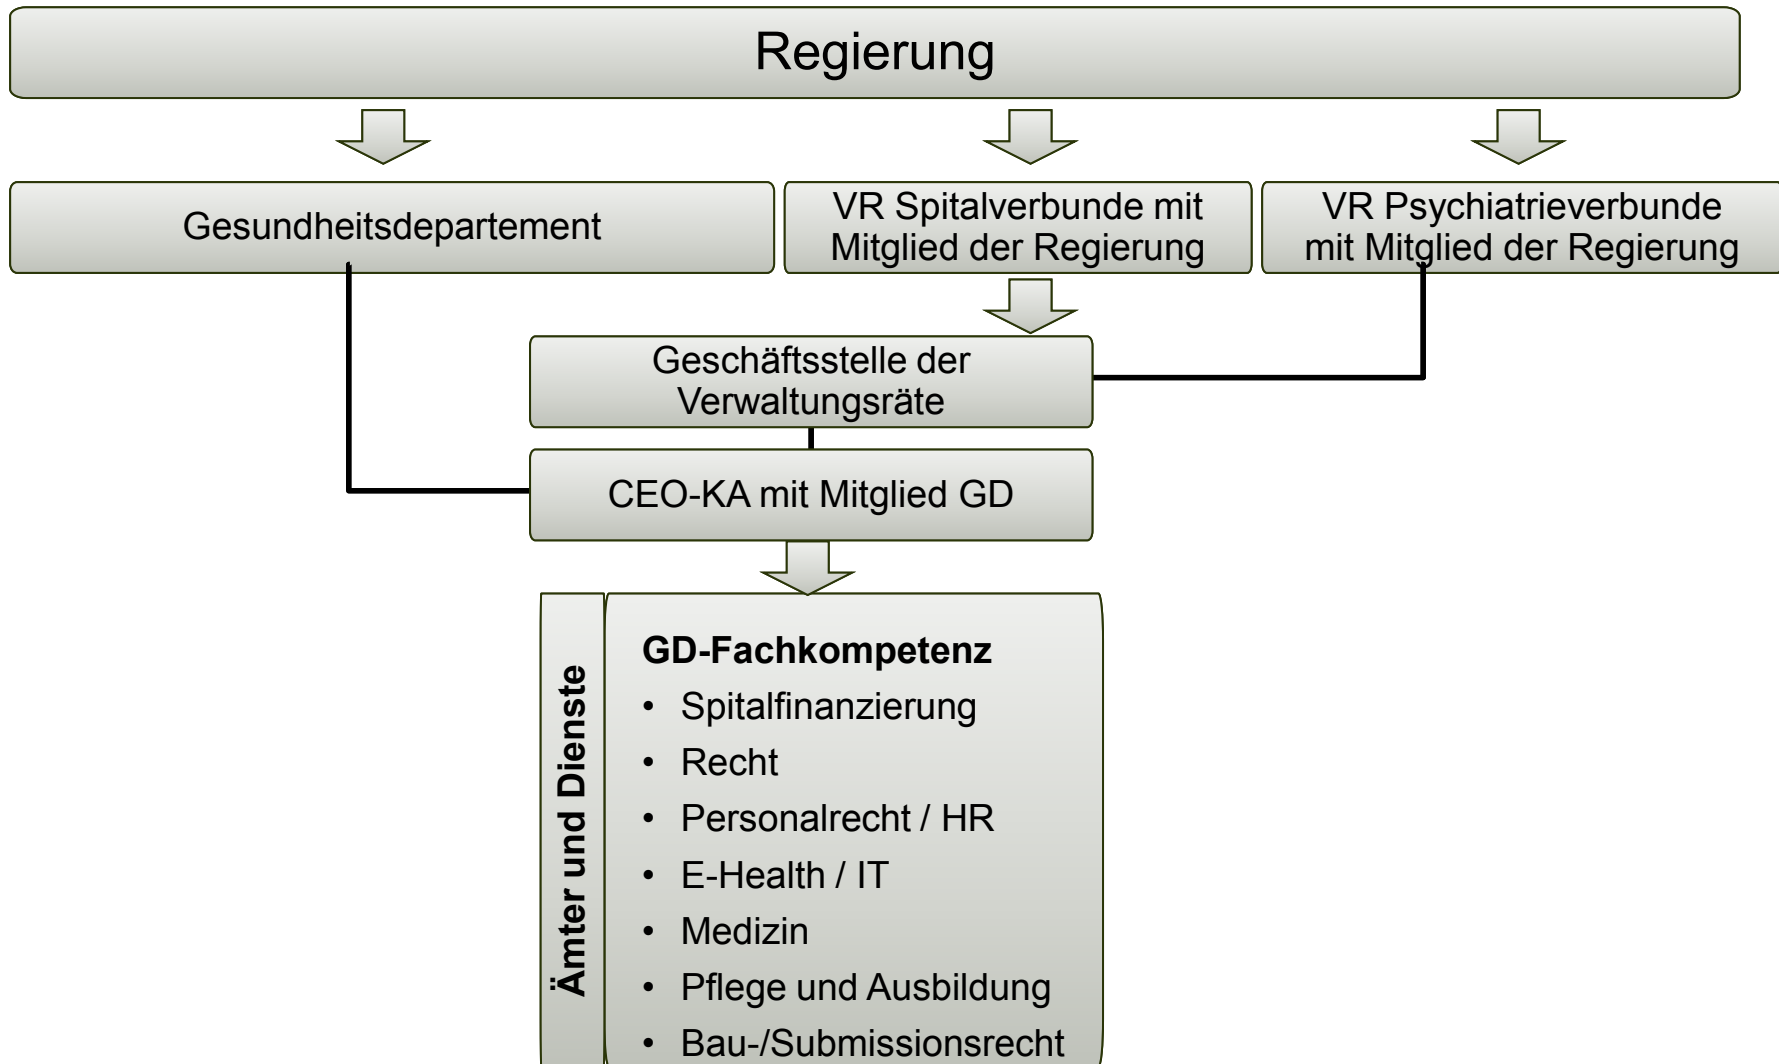 Regierung
Gesundheitsdepartement
VR Spitalverbunde mit
Mitglied der Regierung
VR Psychiatrieverbunde
mit Mitglied der Regierung
Geschäftsstelle der
Verwaltungsräte
CEO-KA mit Mitglied GD
Ämter und Dienste
GD-Fachkompetenz
• Spitalfinanzierung
• Recht
• Personalrecht / HR
• E-Health / IT
• Medizin
• Pflege und Ausbildung
• Bau-/Submissionsrecht